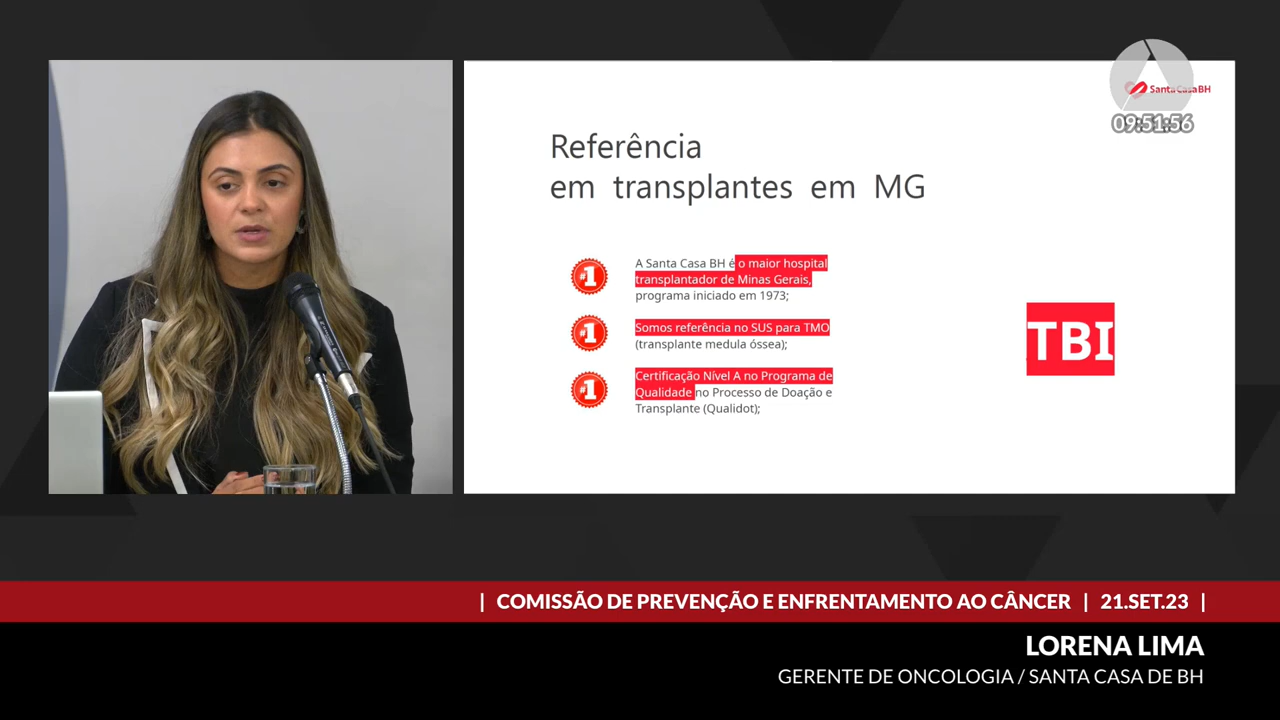 SantaCasaBH
09:51:56
Referência
em transplantes em MG
#1
A Santa Casa BH é o maior hospital
transplantador de Minas Gerais,
programa iniciado em 1973;
#1
Somos referência no SUS para TMO
(transplante medula óssea);
#1
Certificação Nível A no Programa de
Qualidade no Processo de Doação e
Transplante (Qualidot);
TBI
| COMISSÃO DE PREVENÇÃO E ENFRENTAMENTO AO CÂNCER | 21.SET.23 |
LORENA LIMA
GERENTE DE ONCOLOGIA / SANTA CASA DE BH